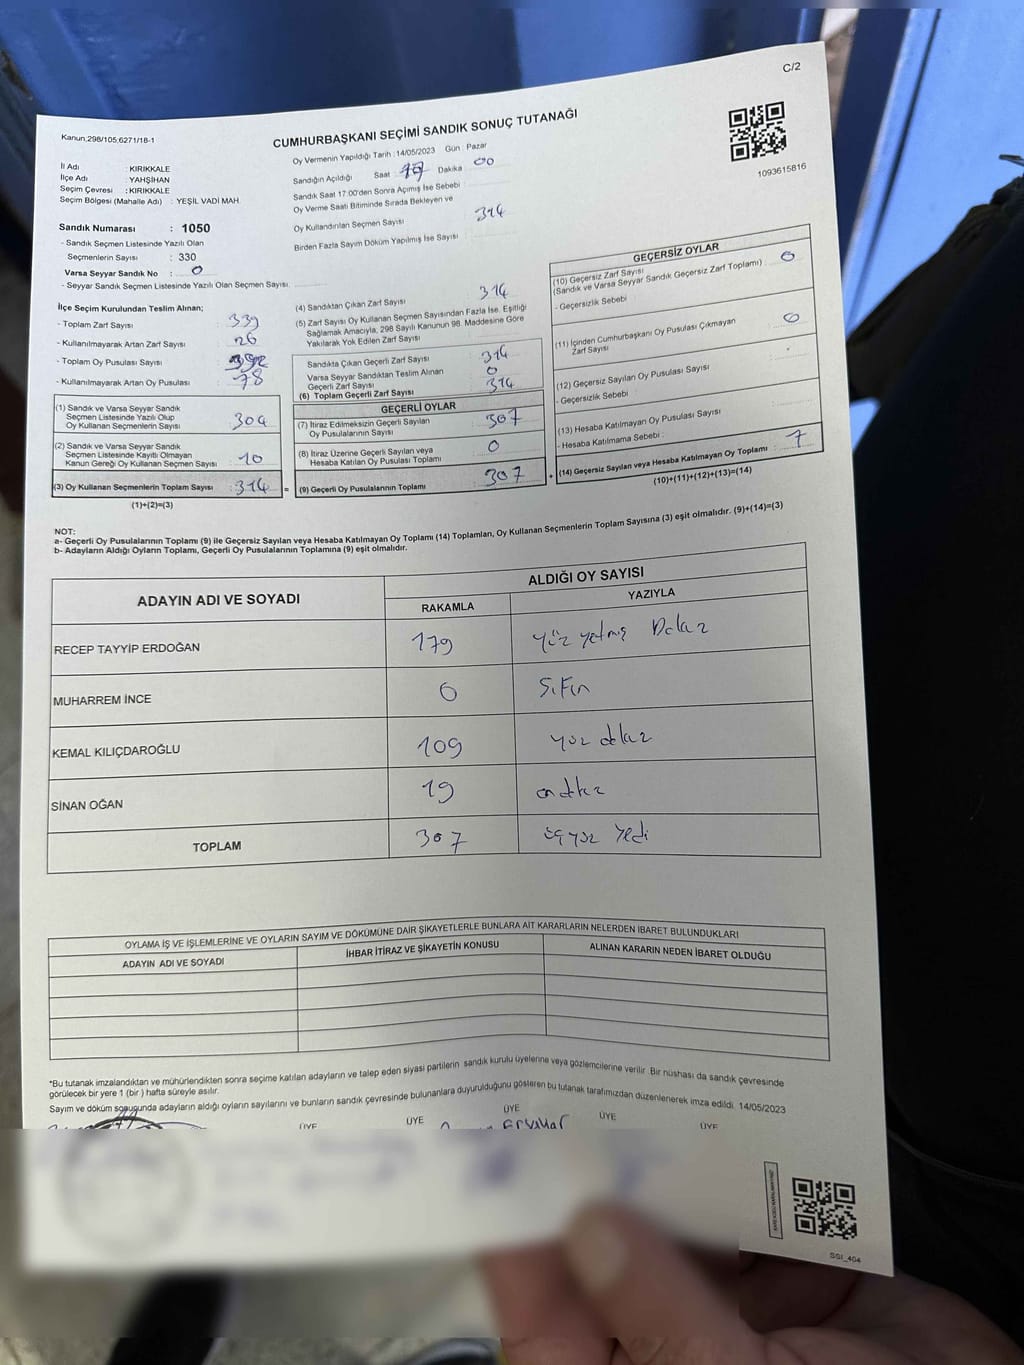 C/2
Kanun:298/105;6271/18-1
CUMHURBAŞKANI SEÇİMİ SANDIK SONUÇ TUTANAĞI
1093615816
İl Adı : KIRIKKALE
İlçe Adı : YAHŞİHAN
Seçim Çevresi : KIRIKKALE
Seçim Bölgesi (Mahalle Adı) : YEŞİL VADİ MAH.
Oy Vermenin Yapıldığı Tarih : 14/05/2023 Gün : Pazar
Sandığın Açıldığı Saat : 17 Dakika : 00
Sandık Saat 17:00'den Sonra Açımış İse Sebebi :
Oy Verme Saati Bitiminde Sırada Bekleyen ve
Oy Kullandırılan Seçmen Sayısı : 314
Birden Fazla Sayım Döküm Yapılmış İse Sayısı :
Sandık Numarası : 1050
- Sandık Seçmen Listesinde Yazılı Olan
Seçmenlerin Sayısı : 330
Varsa Seyyar Sandık No : 0
- Seyyar Sandık Seçmen Listesinde Yazılı Olan Seçmen Sayısı:
İlçe Seçim Kurulundan Teslim Alınan;
- Toplam Zarf Sayısı : 339
- Kullanılmayarak Artan Zarf Sayısı : 26
- Toplam Oy Pusulası Sayısı : 392
- Kullanılmayarak Artan Oy Pusulası : 78
(1) Sandık ve Varsa Seyyar Sandık
Seçmen Listesinde Yazılı Olup
Oy Kullanan Seçmenlerin Sayısı : 304
(2) Sandık ve Varsa Seyyar Sandık
Seçmen Listesinde Kayıtlı Olmayan
Kanun Gereği Oy Kullanan Seçmen Sayısı : 10
(3) Oy Kullanan Seçmenlerin Toplam Sayısı : 314 =
(1)+(2)=(3)
(4) Sandıktan Çıkan Zarf Sayısı : 314
(5) Zarf Sayısı Oy Kullanan Seçmen Sayısından Fazla İse, Eşitliği
Sağlamak Amacıyla, 298 Sayılı Kanunun 98. Maddesine Göre
Yakılarak Yok Edilen Zarf Sayısı :
Sandıkta Çıkan Geçerli Zarf Sayısı : 314
Varsa Seyyar Sandıktan Teslim Alınan
Geçerli Zarf Sayısı : 0
(6) Toplam Geçerli Zarf Sayısı : 314
GEÇERLİ OYLAR
(7) İtiraz Edilmeksizin Geçerli Sayılan
Oy Pusulalarının Sayısı : 307
(8) İtiraz Üzerine Geçerli Sayılan veya
Hesaba Katılan Oy Pusulası Toplamı : 0
(9) Geçerli Oy Pusulalarının Toplamı : 307 +
GEÇERSİZ OYLAR
(10) Geçersiz Zarf Sayısı
(Sandık ve Varsa Seyyar Sandık Geçersiz Zarf Toplamı) : 0
- Geçersizlik Sebebi
(11) İçinden Cumhurbaşkanı Oy Pusulası Çıkmayan
Zarf Sayısı : 0
(12) Geçersiz Sayılan Oy Pusulası Sayısı :
- Geçersizlik Sebebi :
(13) Hesaba Katılmayan Oy Pusulası Sayısı :
- Hesaba Katılmama Sebebi :
(14) Geçersiz Sayılan veya Hesaba Katılmayan Oy Toplamı : 7
(10)+(11)+(12)+(13)=(14)
NOT:
a- Geçerli Oy Pusulalarının Toplamı (9) ile Geçersiz Sayılan veya Hesaba Katılmayan Oy Toplamı (14) Toplamları, Oy Kullanan Seçmenlerin Toplam Sayısına (3) eşit olmalıdır. (9)+(14)=(3)
b- Adayların Aldığı Oyların Toplamı, Geçerli Oy Pusulalarının Toplamına (9) eşit olmalıdır.
ADAYIN ADI VE SOYADI
ALDIĞI OY SAYISI
RAKAMLA YAZIYLA
RECEP TAYYİP ERDOĞAN 179 yüz yetmiş Dokuz
MUHARREM İNCE 0 Sıfır
KEMAL KILIÇDAROĞLU 109 yüz dokuz
SİNAN OĞAN 19 ondokuz
TOPLAM 307 üçyüz Yedi
OYLAMA İŞ VE İŞLEMLERİNE VE OYLARIN SAYIM VE DÖKÜMÜNE DAİR ŞİKAYETLERLE BUNLARA AİT KARARLARIN NELERDEN İBARET BULUNDUKLARI
ADAYIN ADI VE SOYADI
İHBAR İTİRAZ VE ŞİKAYETİN KONUSU
ALINAN KARARIN NEDEN İBARET OLDUĞU
*Bu tutanak imzalandıktan ve mühürlendikten sonra seçime katılan adayların ve talep eden siyasi partilerin sandık kurulu üyelerine veya gözlemcilerine verilir. Bir nüshası da sandık çevresinde
görülecek bir yere 1 (bir) hafta süreyle asılır.
Sayım ve döküm sonucunda adayların aldığı oyların sayılarını ve bunların sandık çevresinde bulunanlara duyurulduğunu gösteren bu tutanak tarafımızdan düzenlenerek imza edildi. 14/05/2023
ÜYE ÜYE ÜYE ÜYE ÜYE
SGI_404